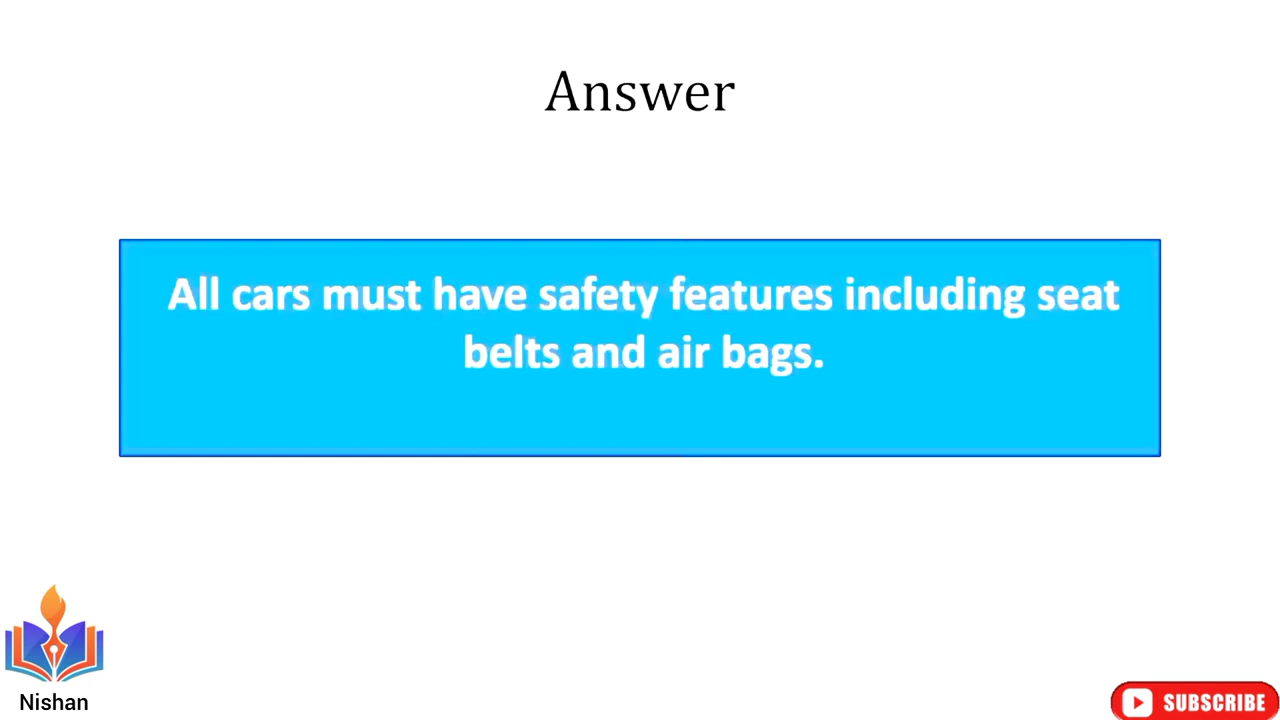 Answer
All cars must have safety features including seat
belts and air bags.
Nishan
SUBSCRIBE